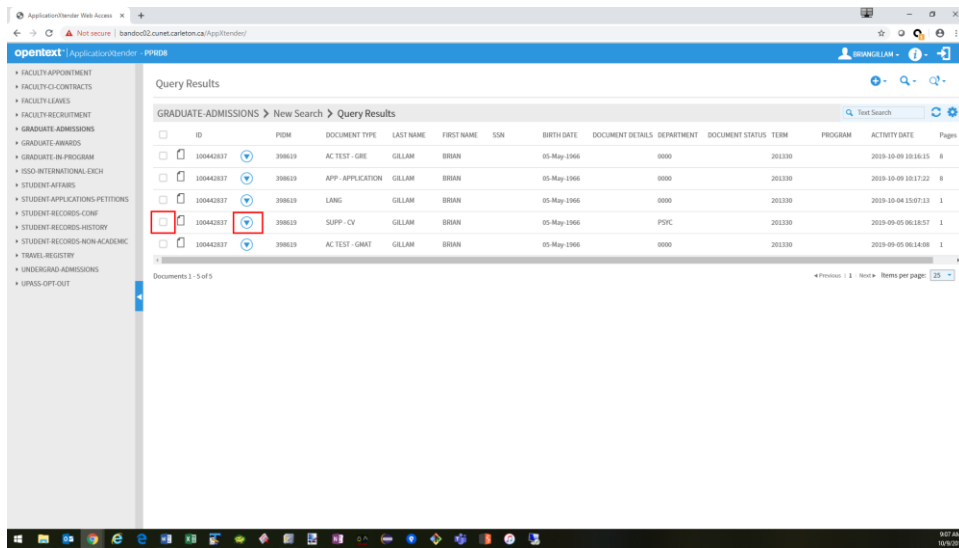 ApplicationXtender Web Access
Not secure | bandoc02.cunet.carleton.ca/AppXtender/
opentext™ | ApplicationXtender - PPRD8
BRIANGILLAM
FACULTY-APPOINTMENT
FACULTY-CI-CONTRACTS
FACULTY-LEAVES
FACULTY-RECRUITMENT
GRADUATE-ADMISSIONS
GRADUATE-AWARDS
GRADUATE-IN-PROGRAM
ISSO-INTERNATIONAL-EXCH
STUDENT-AFFAIRS
STUDENT-APPLICATIONS-PETITIONS
STUDENT-RECORDS-CONF
STUDENT-RECORDS-HISTORY
STUDENT-RECORDS-NON-ACADEMIC
TRAVEL-REGISTRY
UNDERGRAD-ADMISSIONS
UPASS-OPT-OUT
Query Results
GRADUATE-ADMISSIONS > New Search > Query Results
Text Search
ID PIDM DOCUMENT TYPE LAST NAME FIRST NAME SSN BIRTH DATE DOCUMENT DETAILS DEPARTMENT DOCUMENT STATUS TERM PROGRAM ACTIVITY DATE Pages
100442837 398619 AC TEST - GRE GILLAM BRIAN 05-May-1966 0000 201330 2019-10-09 10:16:15 8
100442837 398619 APP - APPLICATION GILLAM BRIAN 05-May-1966 0000 201330 2019-10-09 10:17:22 8
100442837 398619 LANG GILLAM BRIAN 05-May-1966 0000 201330 2019-10-04 15:07:13 1
100442837 398619 SUPP - CV GILLAM BRIAN 05-May-1966 PSYC 201330 2019-09-05 06:18:57 1
100442837 398619 AC TEST - GMAT GILLAM BRIAN 05-May-1966 0000 201330 2019-09-05 06:14:08 1
Documents 1 - 5 of 5
Previous | 1 | Next Items per page: 25
9:07 AM
10/9/20